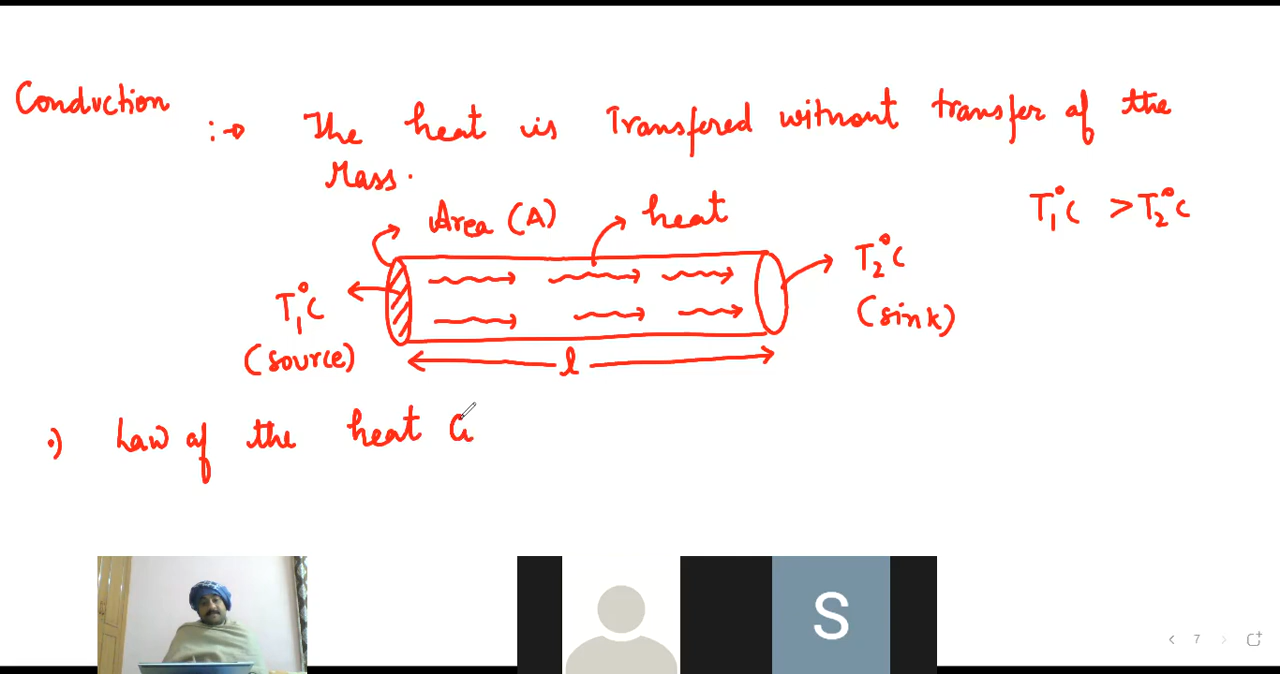 Conduction
:→ The heat is Transfered without transfer of the
Mass.
T₁°C > T₂°C
Area (A)
heat
T₂°C
(sink)
T₁°C
(source)
l
•) Law of the heat
S
7